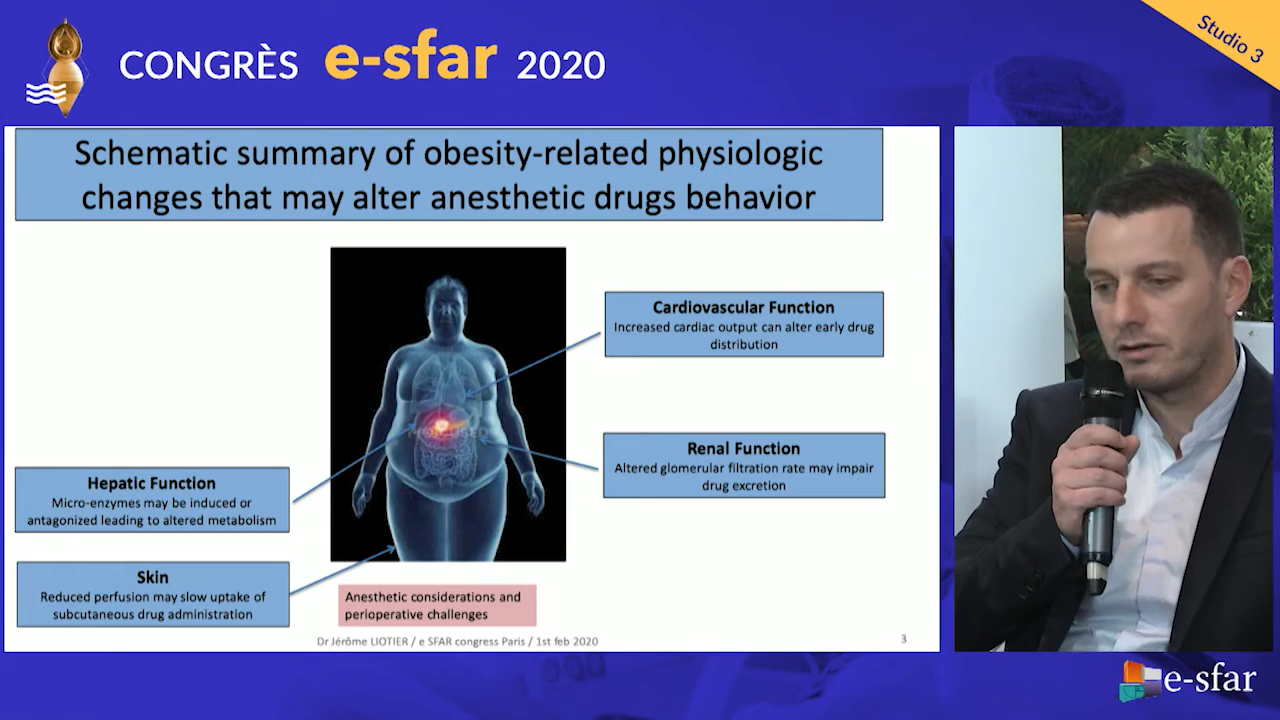 CONGRÈS e-sfar 2020
Studio 3
Schematic summary of obesity-related physiologic
changes that may alter anesthetic drugs behavior
Cardiovascular Function
Increased cardiac output can alter early drug
distribution
Renal Function
Altered glomerular filtration rate may impair
drug excretion
Hepatic Function
Micro-enzymes may be induced or
antagonized leading to altered metabolism
Skin
Reduced perfusion may slow uptake of
subcutaneous drug administration
Anesthetic considerations and
perioperative challenges
Dr Jérôme LIOTIER / e SFAR congress Paris / 1st feb 2020
3
e-sfar